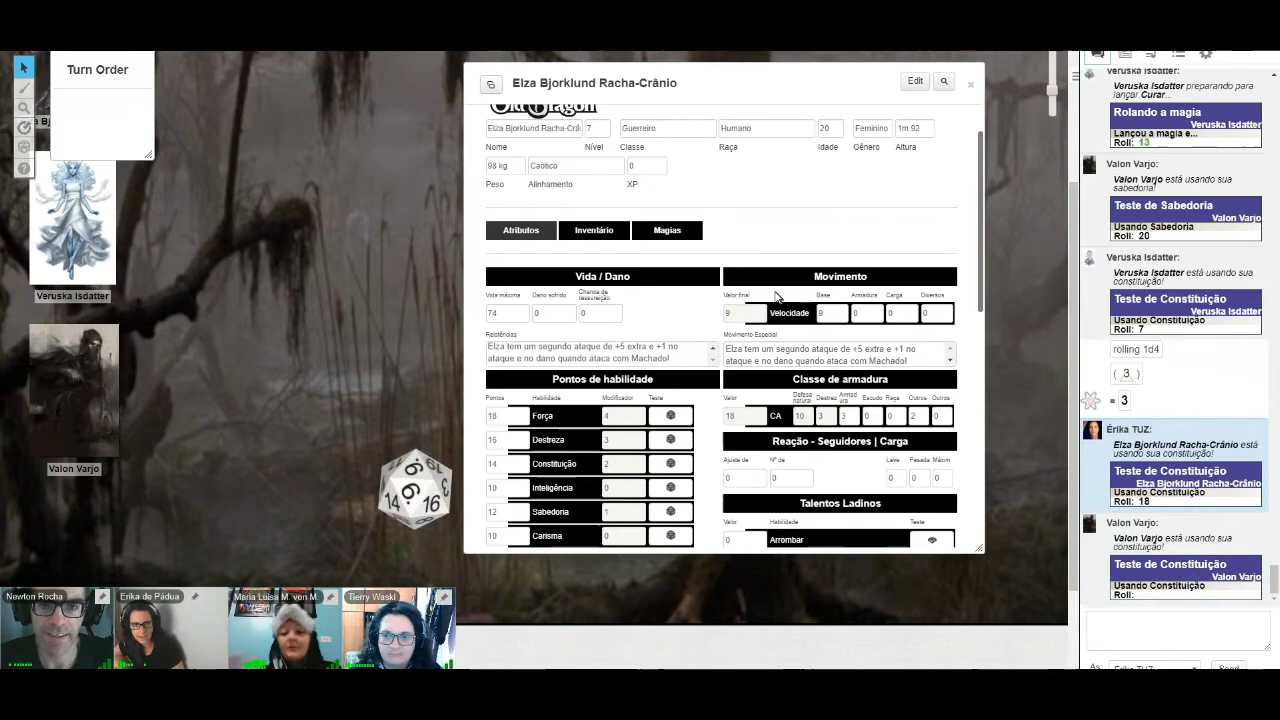 Turn Order
Veruska Isdatter
Valon Varjo
Elza Bjorklund Racha-Crânio
Edit
Old Dragon
Elza Bjorklund Racha-Crâ
7
Guerreiro
Humano
20
Feminino
1m 92
Nome
Nível
Classe
Raça
Idade
Gênero
Altura
98 kg
Caótico
0
Peso
Alinhamento
XP
Atributos
Inventário
Magias
Vida / Dano
Vida máxima
Dano sofrido
Chance de
ressureição
74
0
0
Resistências
Elza tem um segundo ataque de +5 extra e +1 no
ataque e no dano quando ataca com Machado!
Movimento
Valor final
Base
Armadura
Carga
Diversos
9
Velocidade
9
0
0
0
Movimento Especial
Elza tem um segundo ataque de +5 extra e +1 no
ataque e no dano quando ataca com Machado!
Pontos de habilidade
Pontos
Habilidade
Modificador
Teste
18 Força 4
16 Destreza 3
14 Constituição 2
10 Inteligência 0
12 Sabedoria 1
10 Carisma 0
Classe de armadura
Valor
Defesa
natural
Destrez
Armad
ura
Escudo
Raça
Outros
Outros
18 CA 10 3 3 0 0 2 0
Reação - Seguidores | Carga
Ajuste de
Nº de
Leve
Pesada
Máxim
0
0
0
0
0
Talentos Ladinos
Valor
Habilidade
Teste
0 Arrombar
Newton Rocha
Erika de Pádua
Maria Luisa M. von M
Tierry Waski
Veruska Isdatter:
Veruska Isdatter preparando para
lançar Curar...
Rolando a magia
Veruska Isdatter
Lançou a magia e...
Roll: 13
Valon Varjo:
Valon Varjo está usando sua
sabedoria!
Teste de Sabedoria
Valon Varjo
Usando Sabedoria
Roll: 20
Veruska Isdatter:
Veruska Isdatter está usando sua
constituição!
Teste de Constituição
Veruska Isdatter
Usando Constituição
Roll: 7
rolling 1d4
( 3 )
= 3
Érika TUZ:
Elza Bjorklund Racha-Crânio está
usando sua constituição!
Teste de Constituição
Elza Bjorklund Racha-Crânio
Usando Constituição
Roll: 18
Valon Varjo:
Valon Varjo está usando sua
constituição!
Teste de Constituição
Valon Varjo
Usando Constituição
Roll:
As:
Érika TUZ
Send